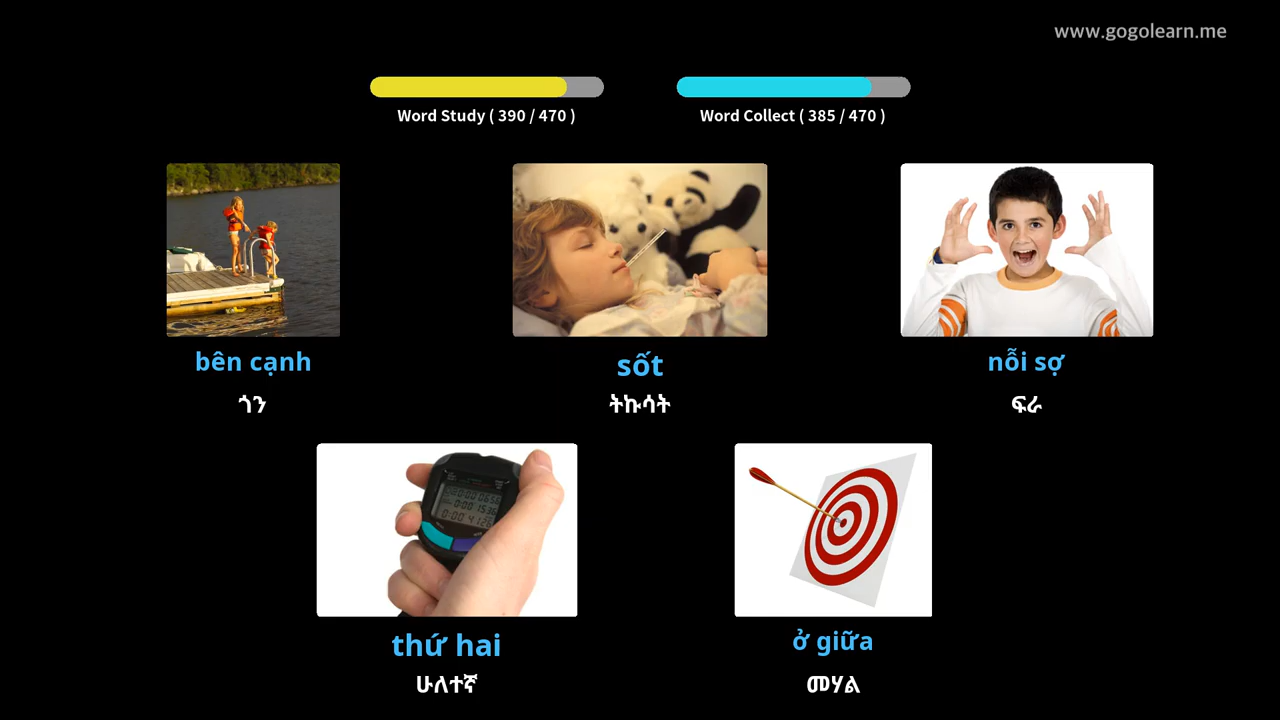 www.gogolearn.me
Word Study ( 390 / 470 )
Word Collect ( 385 / 470 )
bên cạnh
ጎን
sốt
ትኩሳት
nỗi sợ
ፍራ
thứ hai
ሁለተኛ
ở giữa
መሃል